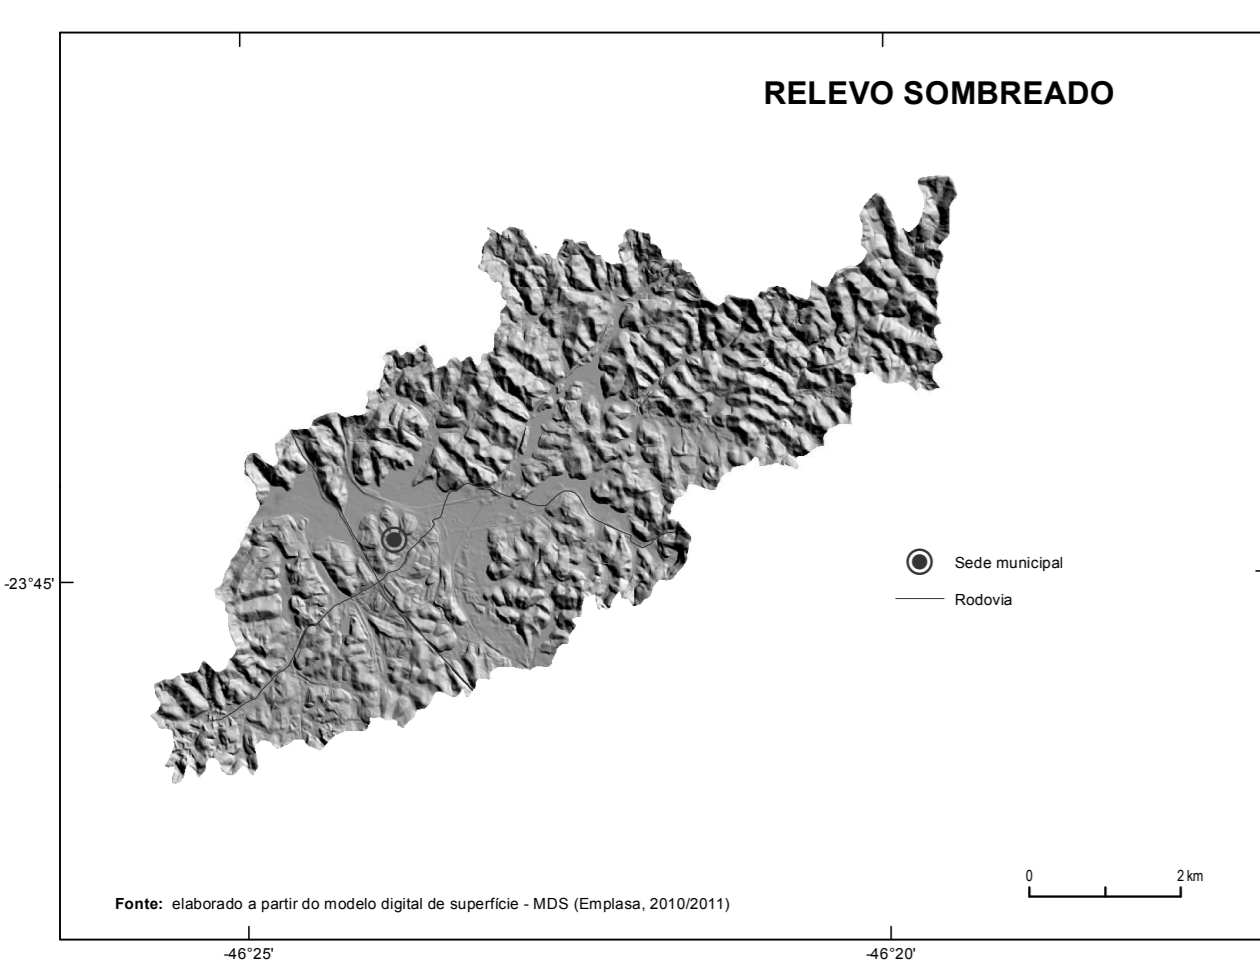 RELEVO SOMBREADO
Sede municipal
-23°45'
Rodovia
0 2 km
Fonte: elaborado a partir do modelo digital de superfície - MDS (Emplasa, 2010/2011)
-46°25' -46°20'